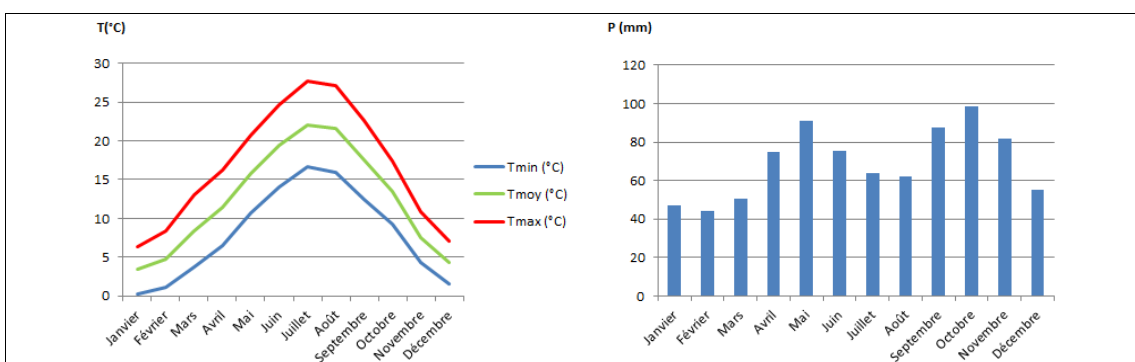 T(°C)
30
25
20
15
10
5
0
Janvier
Février
Mars
Avril
Mai
Juin
Juillet
Août
Septembre
Octobre
Novembre
Décembre
Tmin (°C)
Tmoy (°C)
Tmax (°C)
P (mm)
120
100
80
60
40
20
0
Janvier
Février
Mars
Avril
Mai
Juin
Juillet
Août
Septembre
Octobre
Novembre
Décembre